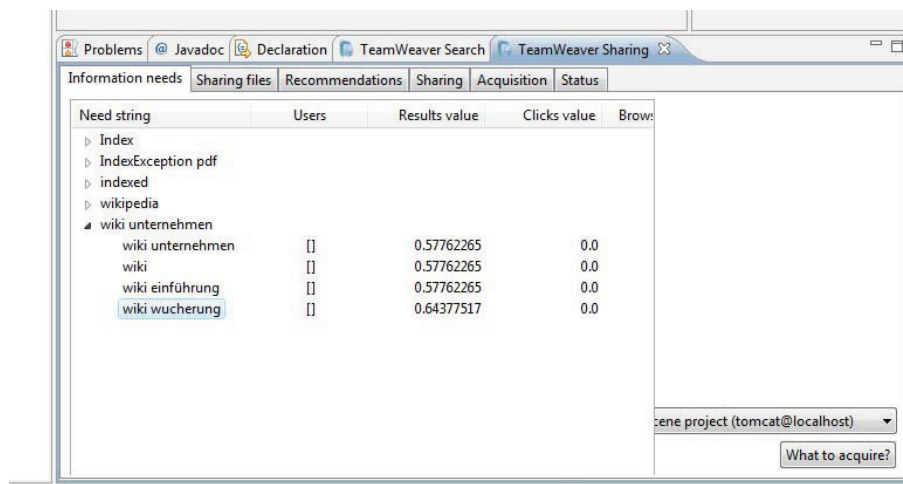 Problems @ Javadoc Declaration TeamWeaver Search TeamWeaver Sharing
Information needs Sharing files Recommendations Sharing Acquisition Status
Need string Users Results value Clicks value Brows
Index
IndexException pdf
indexed
wikipedia
wiki unternehmen
wiki unternehmen [] 0.57762265 0.0
wiki [] 0.57762265 0.0
wiki einführung [] 0.57762265 0.0
wiki wucherung [] 0.64377517 0.0
cene project (tomcat@localhost)
What to acquire?